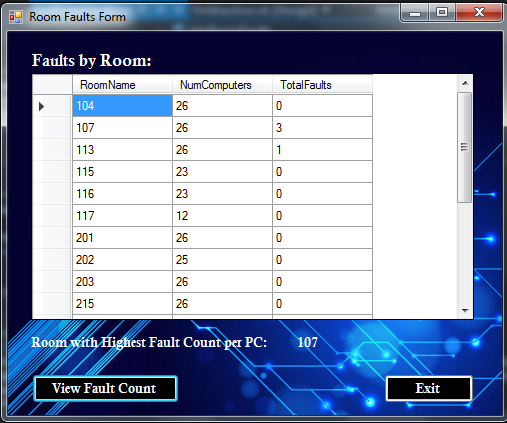 Room Faults Form
Faults by Room:
RoomName NumComputers TotalFaults
104 26 0
107 26 3
113 26 1
115 23 0
116 23 0
117 12 0
201 26 0
202 25 0
203 26 0
215 26 0
Room with Highest Fault Count per PC: 107
View Fault Count Exit